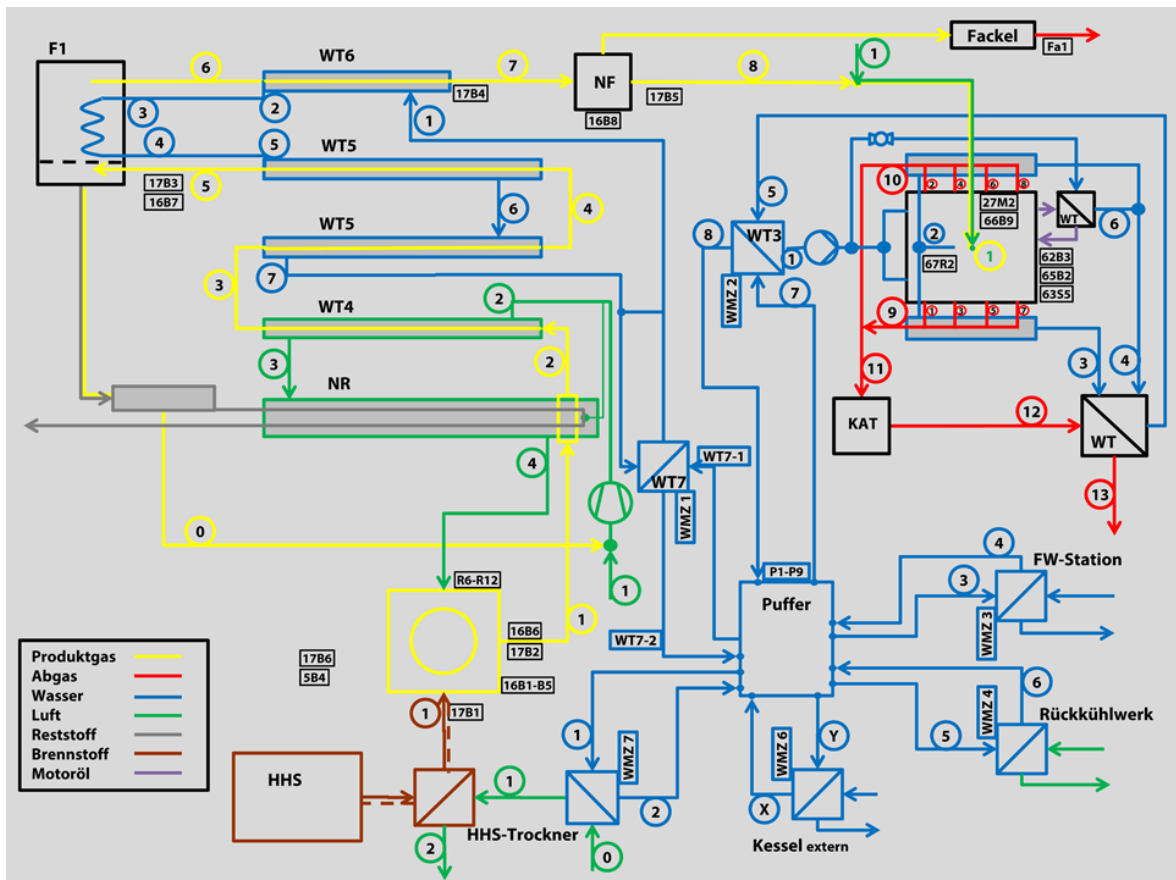 F1
WT6
Fackel
Fa1
6
7
NF
8
1
17B4
17B5
16B8
3
2
1
4
5
WT5
17B3
16B7
5
4
6
WT5
7
3
2
WT4
3
2
NR
4
0
1
5
8
WT3
1
WMZ 2
7
10
2
4
6
8
27M2
66B9
WT
6
2
67R2
1
62B3
65B2
63S5
9
1
3
5
7
3
4
11
KAT
12
WT
13
WT7-1
WT7
WMZ 1
P1-P9
Puffer
WT7-2
4
3
FW-Station
WMZ 3
6
5
WMZ 4
Rückkühlwerk
R6-R12
16B6
17B2
1
16B1-B5
17B6
5B4
1
17B1
Produktgas
Abgas
Wasser
Luft
Reststoff
Brennstoff
Motoröl
HHS
1
2
HHS-Trockner
1
WMZ 7
2
0
Y
WMZ 6
X
Kessel extern